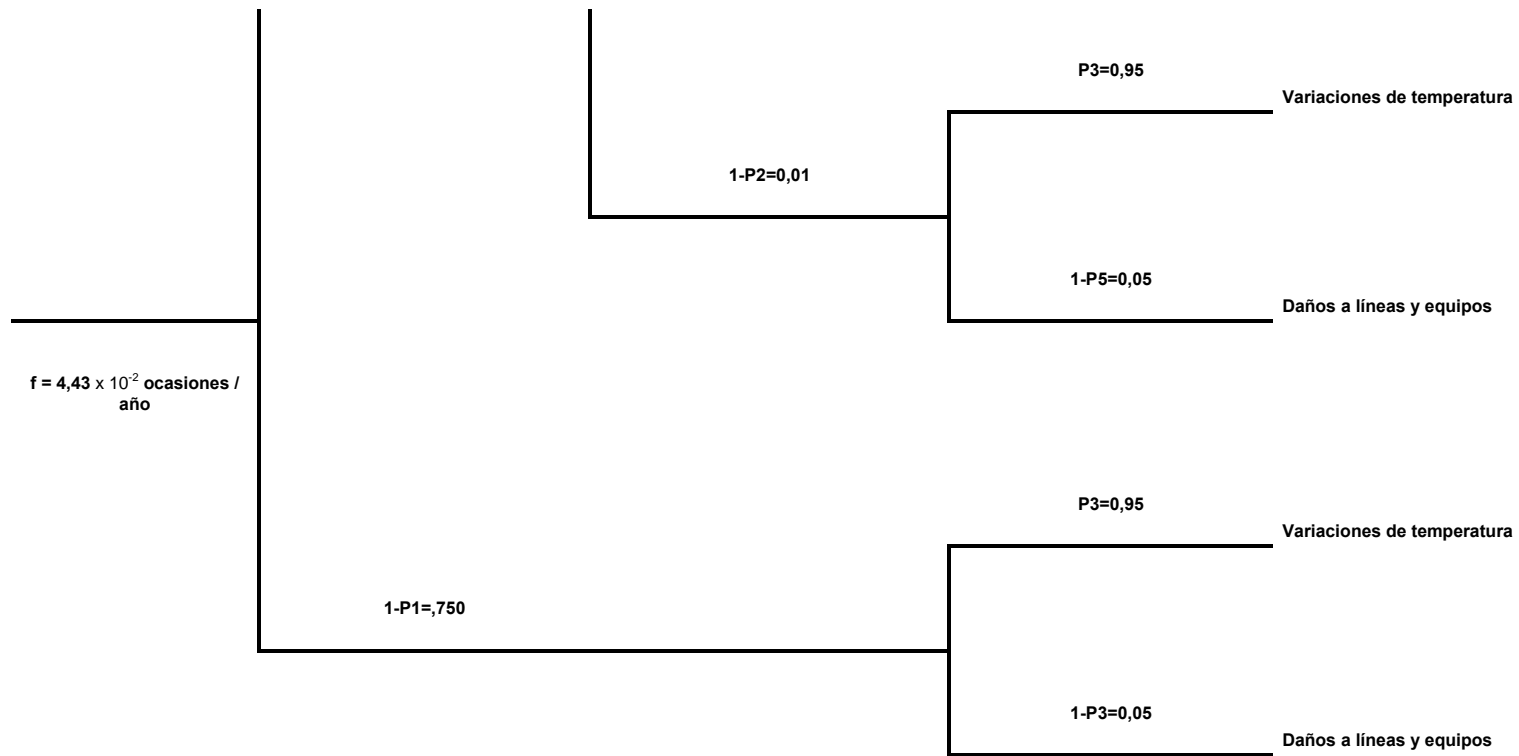 P3=0,95
Variaciones de temperatura
1-P2=0,01
1-P5=0,05
Daños a líneas y equipos
f = 4,43 x 10⁻² ocasiones /
año
P3=0,95
Variaciones de temperatura
1-P1=,750
1-P3=0,05
Daños a líneas y equipos